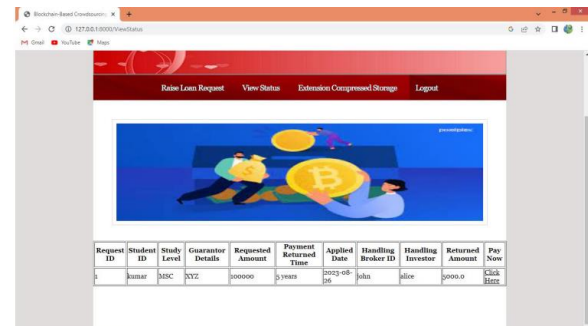 Blockchain-Based Crowdsourcing
127.0.0.1:8000/ViewStatus
Gmail YouTube Maps
Raise Loan Request View Status Extension Compressed Storage Logout
Request ID Student ID Study Level Guarantor Details Requested Amount Payment Returned Time Applied Date Handling Broker ID Handling Investor Returned Amount Pay Now
1 kumar MSC XYZ 100000 5 years 2023-08-26 john alice 5000.0 Click Here